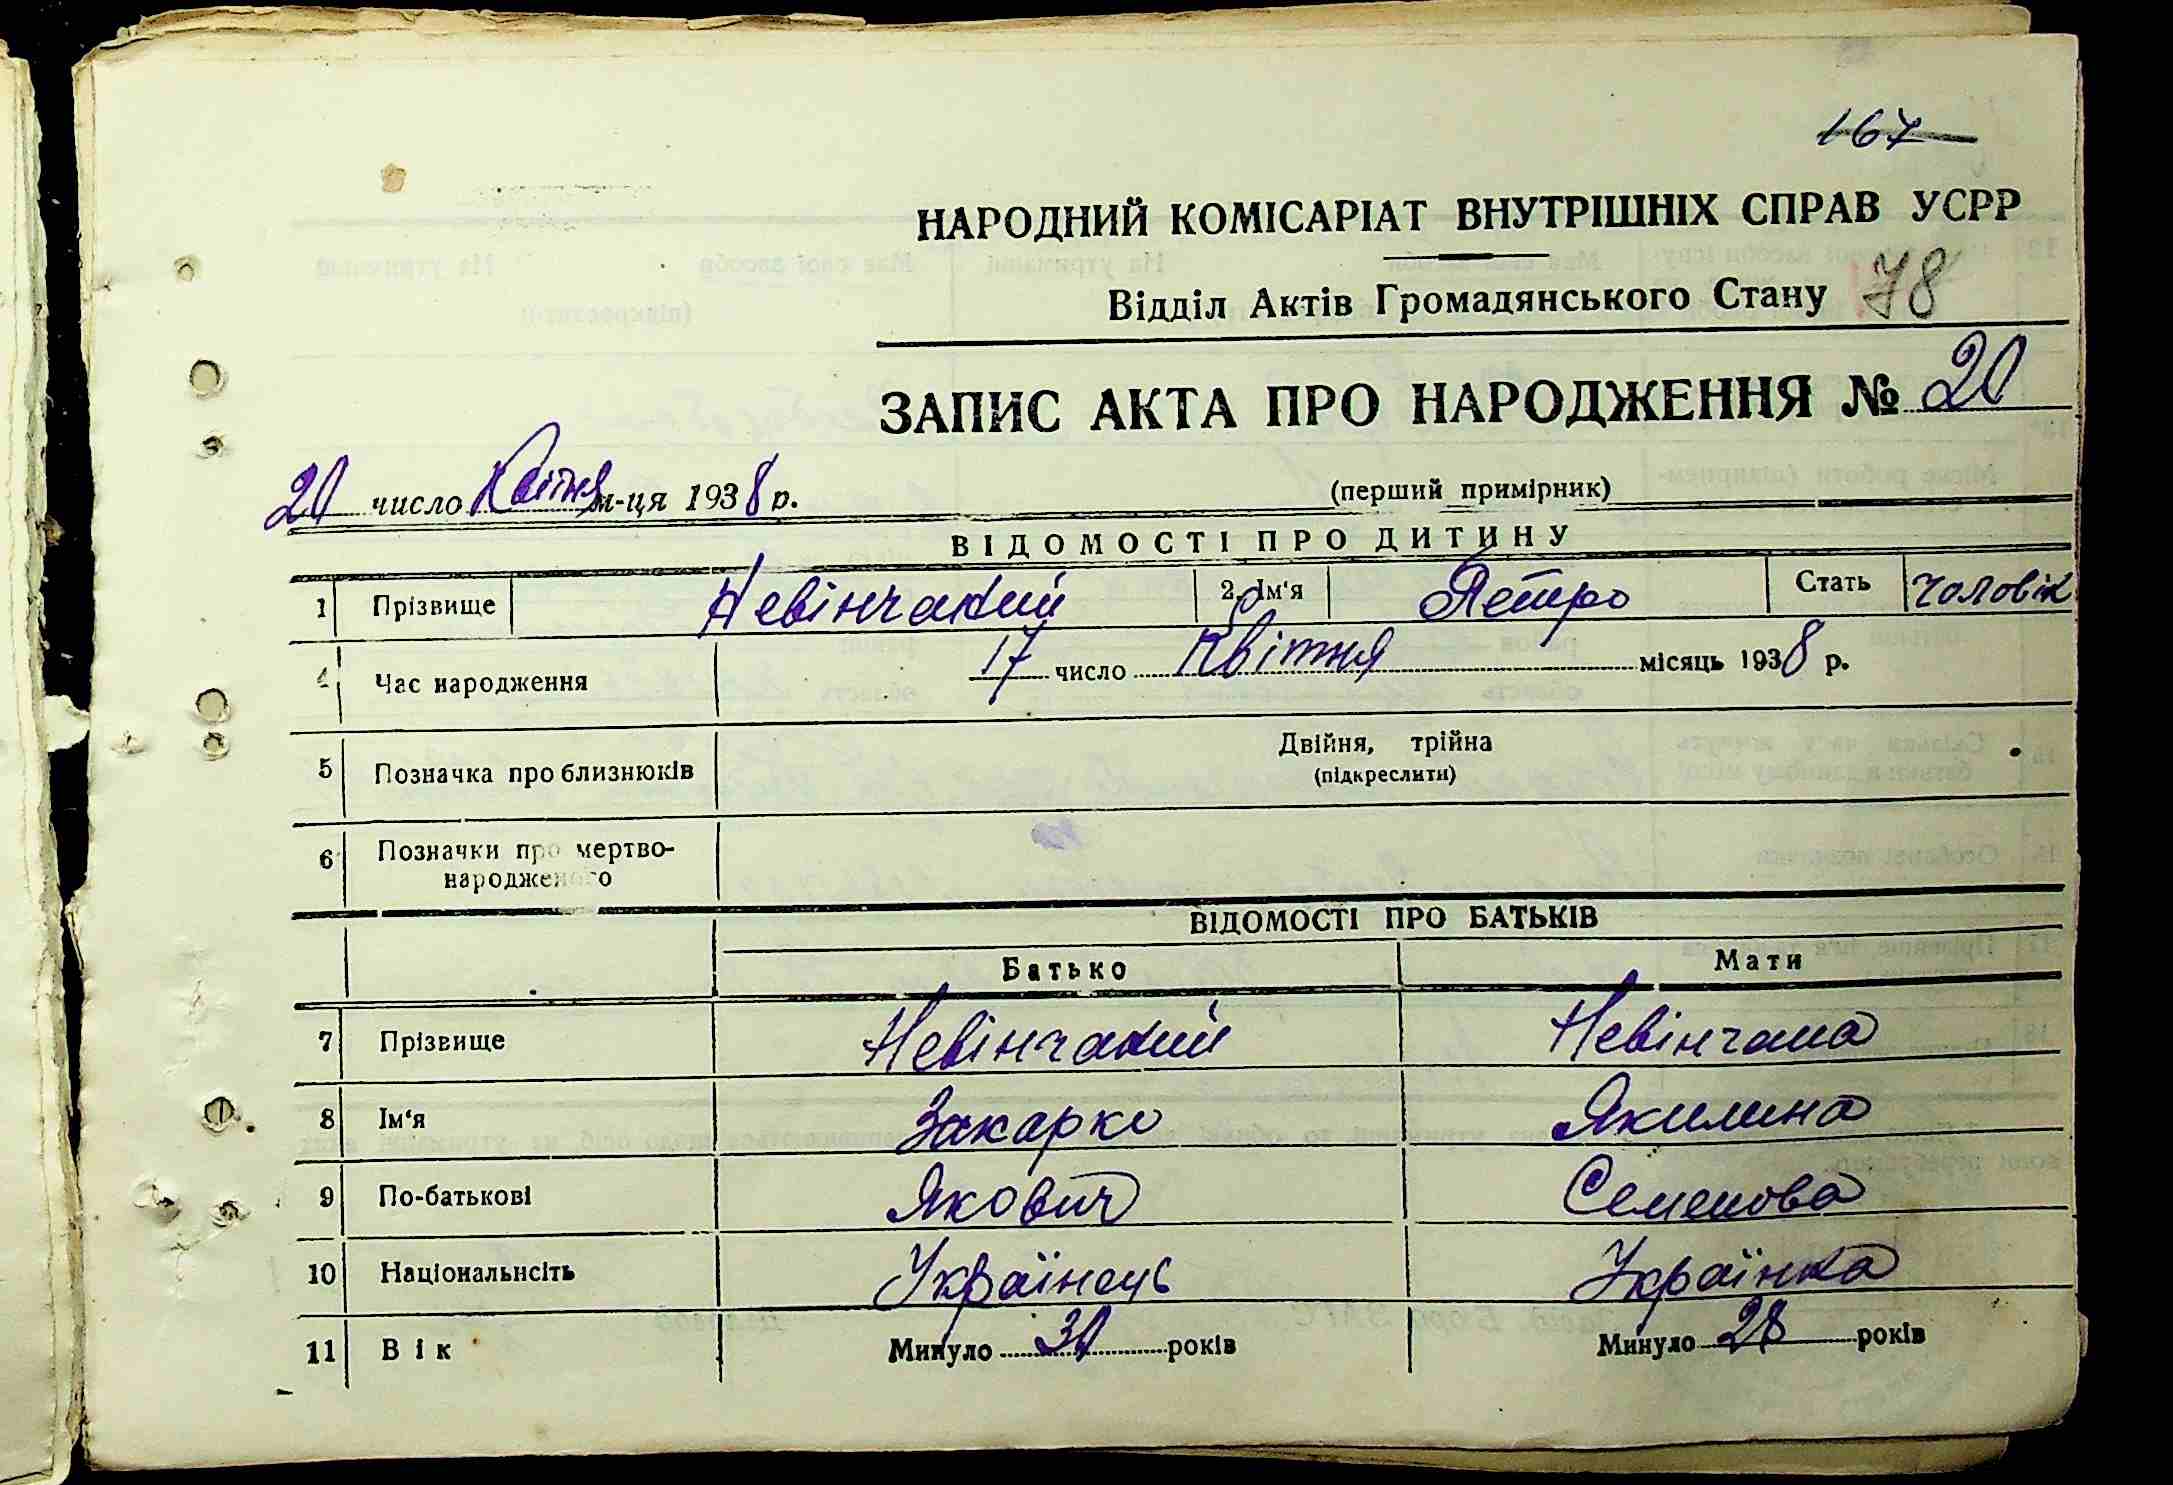 167
НАРОДНИЙ КОМІСАРІАТ ВНУТРІШНІХ СПРАВ УСРР
Відділ Актів Громадянського Стану 78
ЗАПИС АКТА ПРО НАРОДЖЕННЯ № 20
20 число Квітня м-ця 1938 р.
(перший примірник)
ВІДОМОСТІ ПРО ДИТИНУ
1 Прізвище Невінчаний 2. Ім'я Петро Стать чоловік
4 Час народження 17 число Квітня місяць 1938 р.
5 Позначка про близнюків Двійня, трійна
(підкреслити)
6 Позначки про мертво-
народженого
ВІДОМОСТІ ПРО БАТЬКІВ
Батько Мати
7 Прізвище Невінчаний Невінчана
8 Ім'я Захарко Якилина
9 По-батькові Якович Семенова
10 Національнсіть Українець Українка
11 Вік Минуло 30 років Минуло 28 років